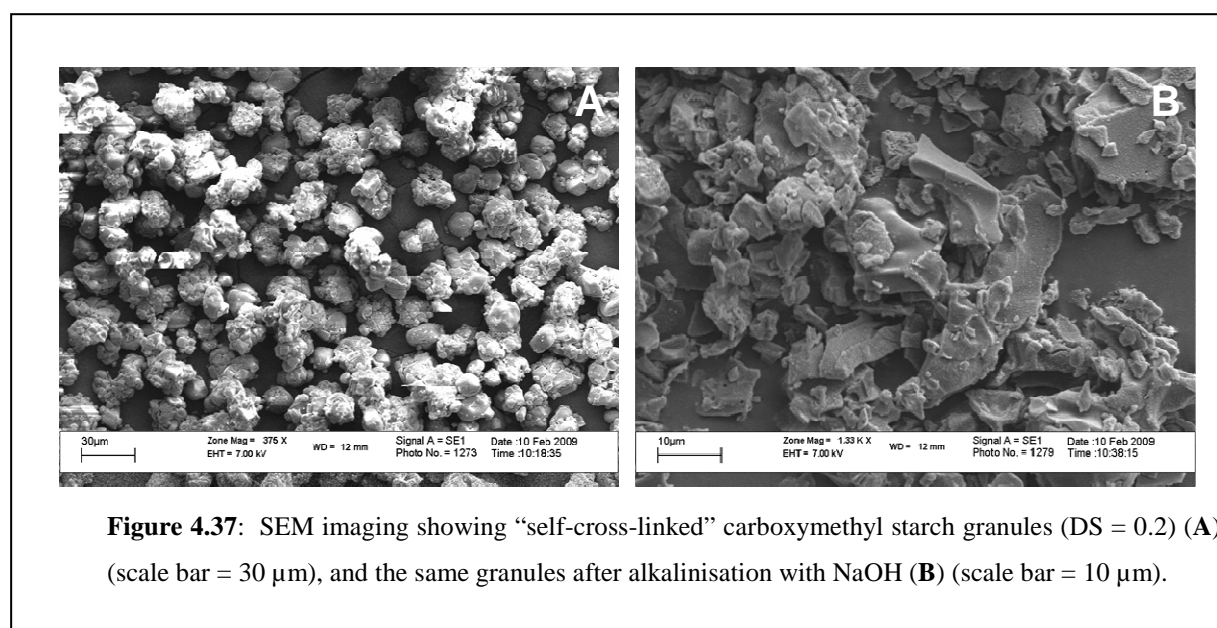 A
B
30µm
Zone Mag = 375 X
EHT = 7.00 kV
WD = 12 mm
Signal A = SE1
Photo No. = 1273
Date :10 Feb 2009
Time :10:18:35
10µm
Zone Mag = 1.33 K X
EHT = 7.00 kV
WD = 12 mm
Signal A = SE1
Photo No. = 1279
Date :10 Feb 2009
Time :10:38:15
Figure 4.37: SEM imaging showing “self-cross-linked” carboxymethyl starch granules (DS = 0.2) (A)
(scale bar = 30 µm), and the same granules after alkalinisation with NaOH (B) (scale bar = 10 µm).